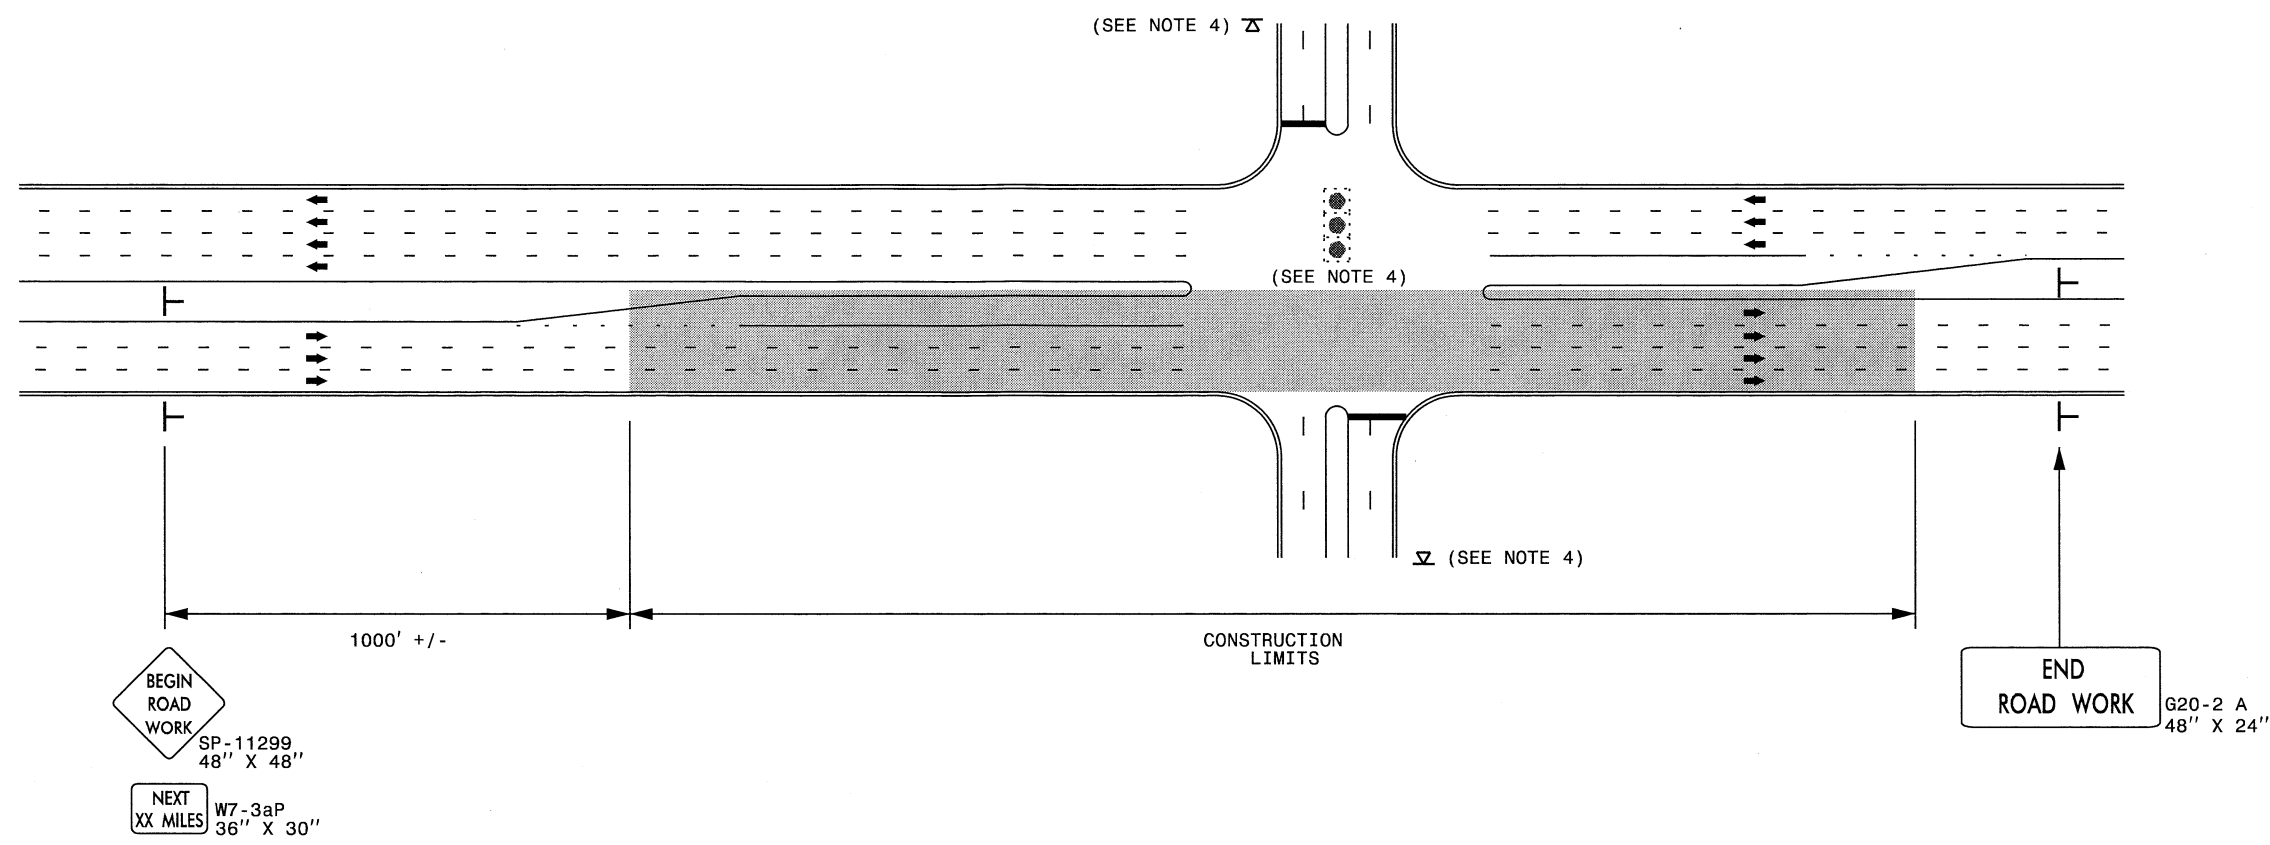 (SEE NOTE 4)
(SEE NOTE 4)
(SEE NOTE 4)
1000' +/-
CONSTRUCTION
LIMITS
BEGIN
ROAD
WORK
SP-11299
48" X 48"
NEXT
XX MILES
W7-3aP
36" X 30"
END
ROAD WORK
G20-2 A
48" X 24"